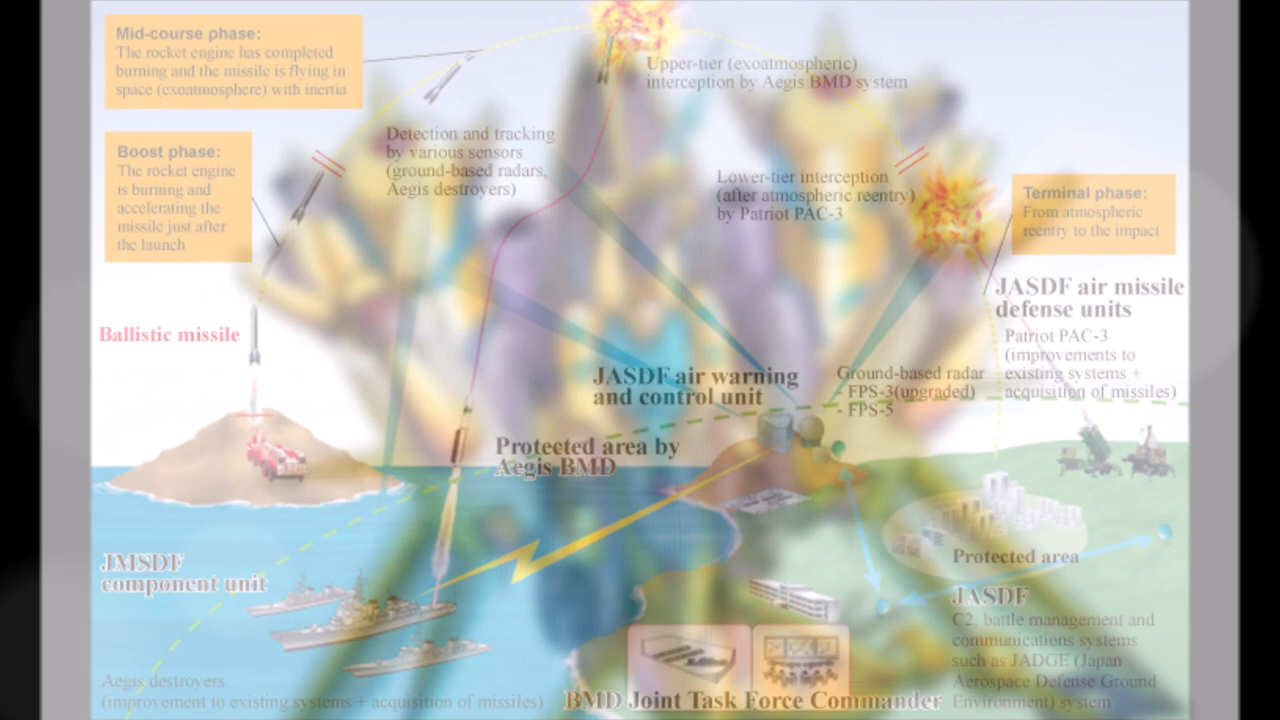 Mid-course phase:
The rocket engine has completed
burning and the missile is flying in
space (exoatmosphere) with inertia
Upper-tier (exoatmospheric)
interception by Aegis BMD system
Boost phase:
The rocket engine
is burning and
accelerating the
missile just after
the launch
Detection and tracking
by various sensors
(ground-based radars,
Aegis destroyers)
Lower-tier interception
(after atmospheric reentry)
by Patriot PAC-3
Terminal phase:
From atmospheric
reentry to the impact
JASDF air missile
defense units
Patriot PAC-3
(improvements to
existing systems +
acquisition of missiles)
Ballistic missile
JASDF air warning
and control unit
Ground-based radar
- FPS-3(upgraded)
- FPS-5
Protected area by
Aegis BMD
JMSDF
component unit
Protected area
JASDF
C2, battle management and
communications systems
such as JADGE (Japan
Aerospace Defense Ground
Environment) system
Aegis destroyers
(improvement to existing systems + acquisition of missiles)
BMD Joint Task Force Commander